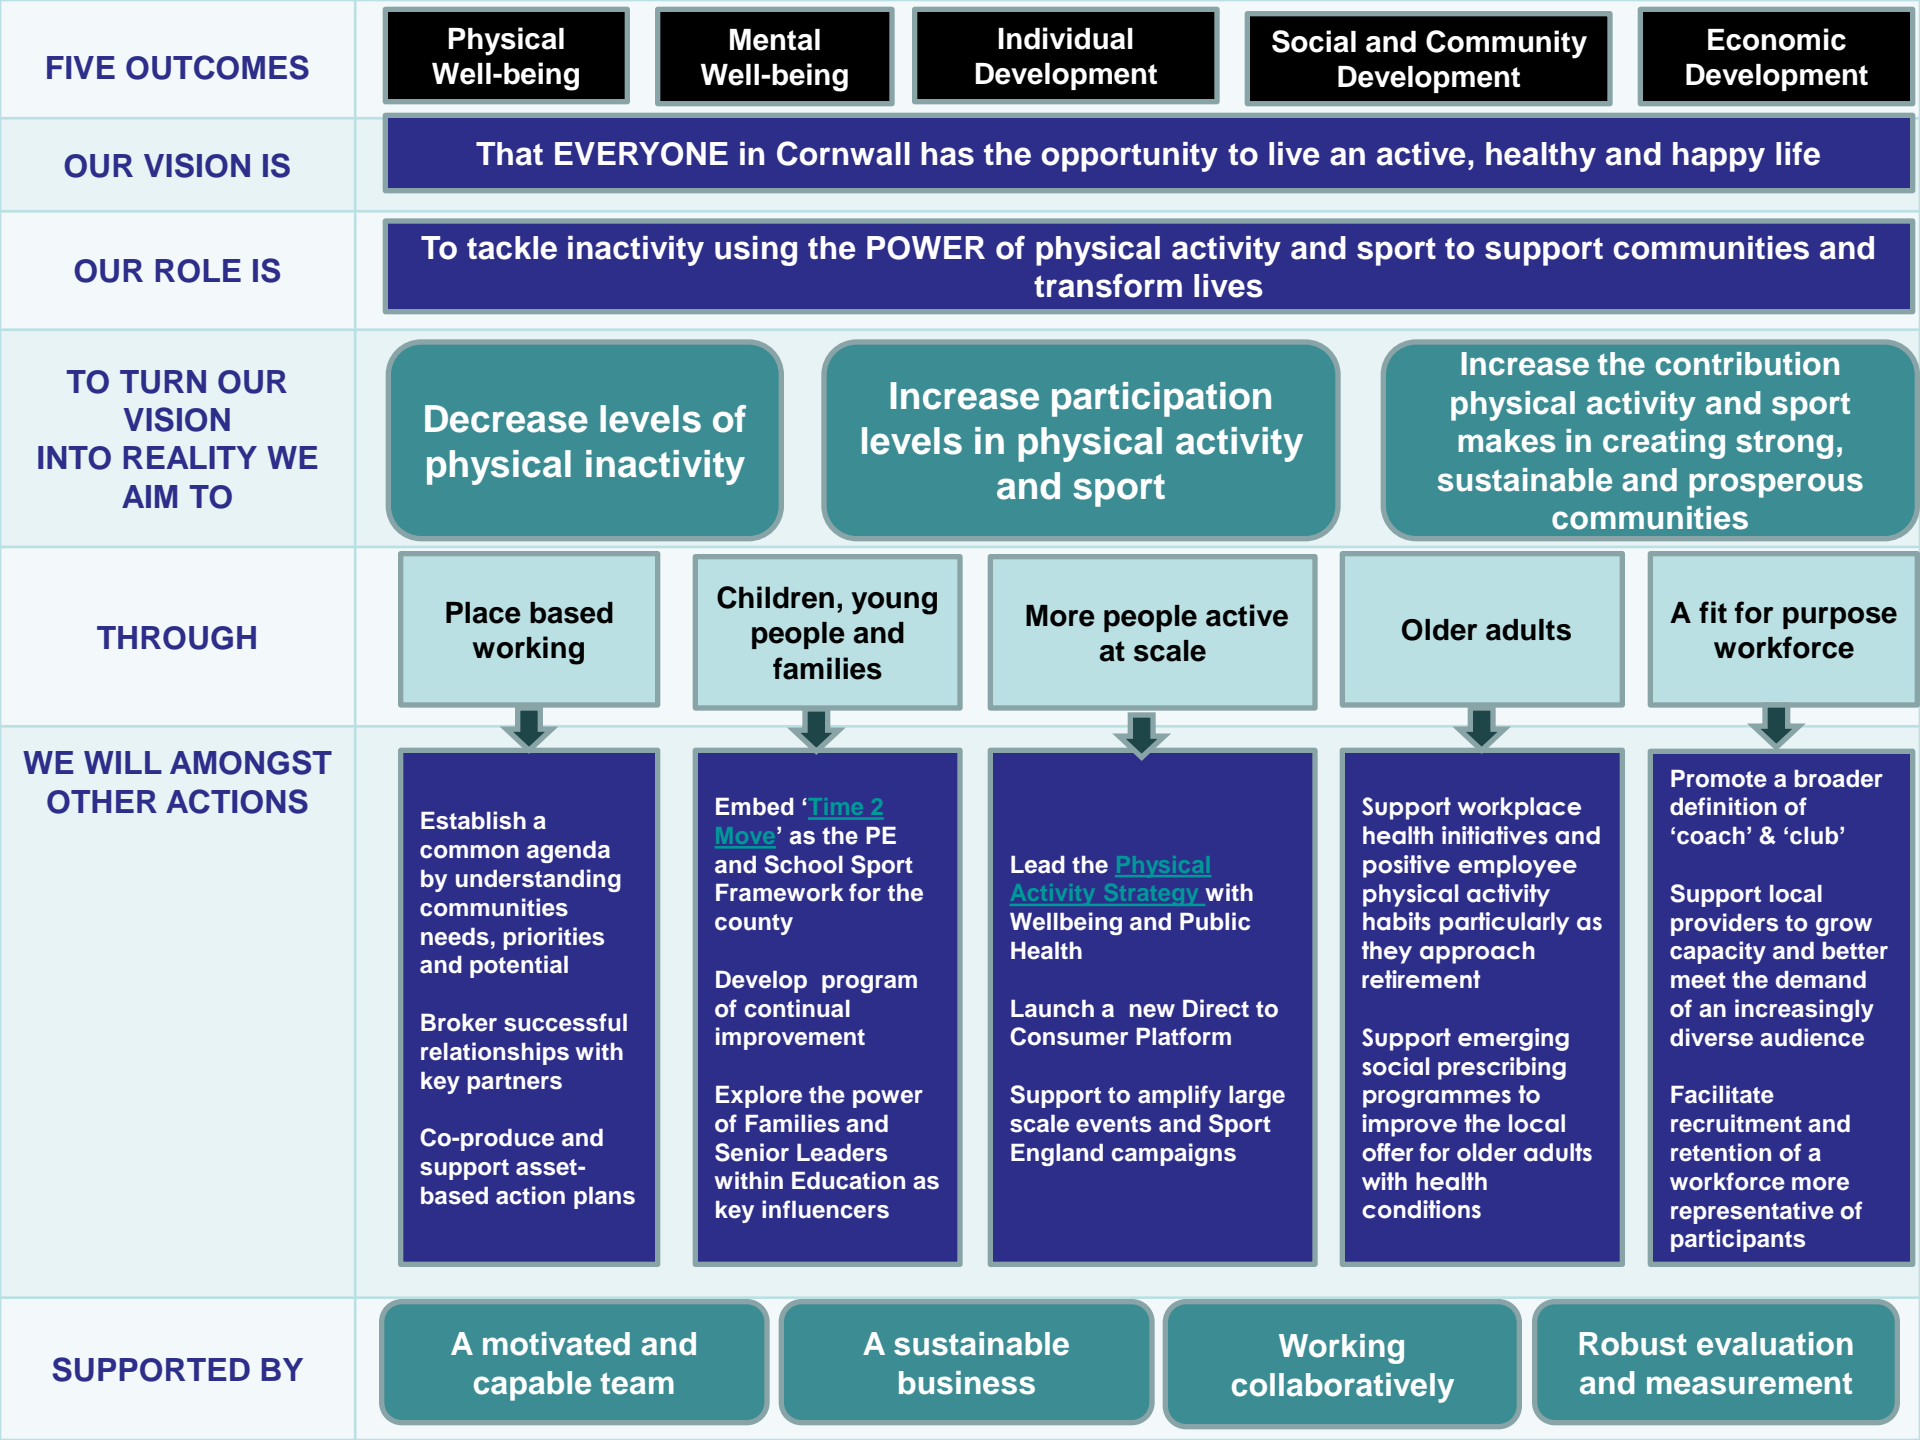 FIVE OUTCOMES
Physical
Well-being
Mental
Well-being
Individual
Development
Social and Community
Development
Economic
Development
OUR VISION IS
That EVERYONE in Cornwall has the opportunity to live an active, healthy and happy life
OUR ROLE IS
To tackle inactivity using the POWER of physical activity and sport to support communities and
transform lives
TO TURN OUR
VISION
INTO REALITY WE
AIM TO
Decrease levels of
physical inactivity
Increase participation
levels in physical activity
and sport
Increase the contribution
physical activity and sport
makes in creating strong,
sustainable and prosperous
communities
THROUGH
Place based
working
Children, young
people and
families
More people active
at scale
Older adults
A fit for purpose
workforce
WE WILL AMONGST
OTHER ACTIONS
Establish a
common agenda
by understanding
communities
needs, priorities
and potential
Broker successful
relationships with
key partners
Co-produce and
support asset-
based action plans
Embed ‘Time 2
Move’ as the PE
and School Sport
Framework for the
county
Develop  program
of continual
improvement
Explore the power
of Families and
Senior Leaders
within Education as
key influencers
Lead the Physical
Activity Strategy with
Wellbeing and Public
Health
Launch a  new Direct to
Consumer Platform
Support to amplify large
scale events and Sport
England campaigns
Support workplace
health initiatives and
positive employee
physical activity
habits particularly as
they approach
retirement
Support emerging
social prescribing
programmes to
improve the local
offer for older adults
with health
conditions
Promote a broader
definition of
‘coach’ & ‘club’
Support local
providers to grow
capacity and better
meet the demand
of an increasingly
diverse audience
Facilitate
recruitment and
retention of a
workforce more
representative of
participants
SUPPORTED BY
A motivated and
capable team
A sustainable
business
Working
collaboratively
Robust evaluation
and measurement